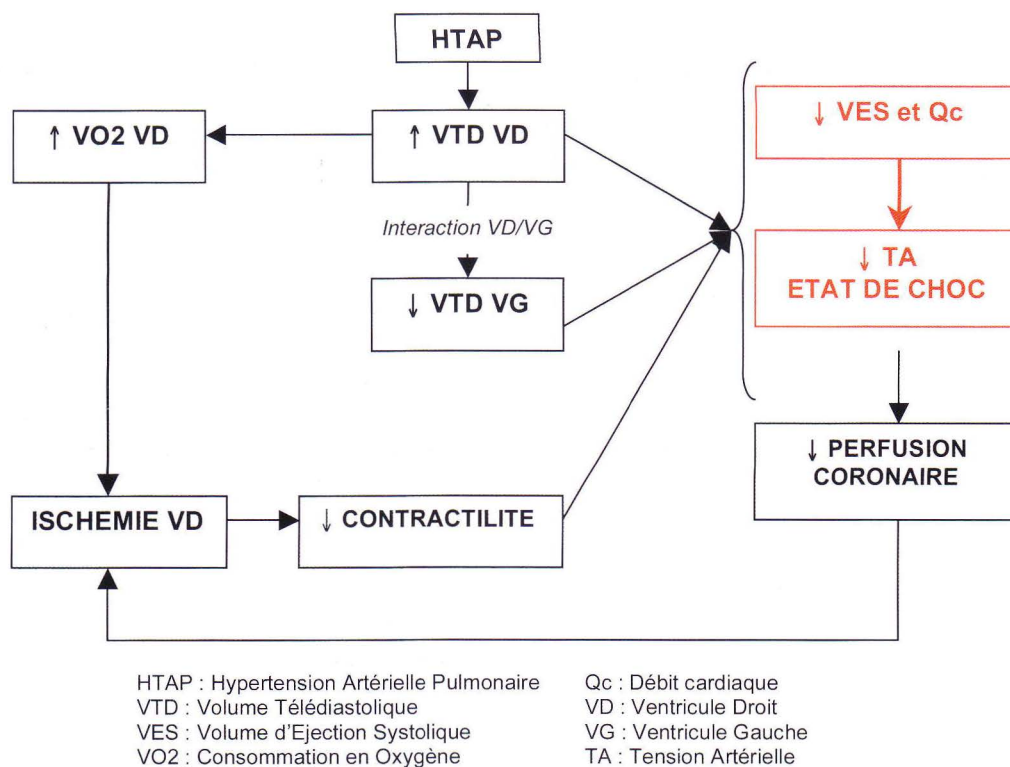 HTAP
↑ VO2 VD
↑ VTD VD
↓ VES et Qc
Interaction VD/VG
↓ TA
ETAT DE CHOC
↓ VTD VG
↓ PERFUSION
CORONAIRE
ISCHEMIE VD
↓ CONTRACTILITE
HTAP : Hypertension Artérielle Pulmonaire
VTD : Volume Télédiastolique
VES : Volume d'Ejection Systolique
VO2 : Consommation en Oxygène
Qc : Débit cardiaque
VD : Ventricule Droit
VG : Ventricule Gauche
TA : Tension Artérielle